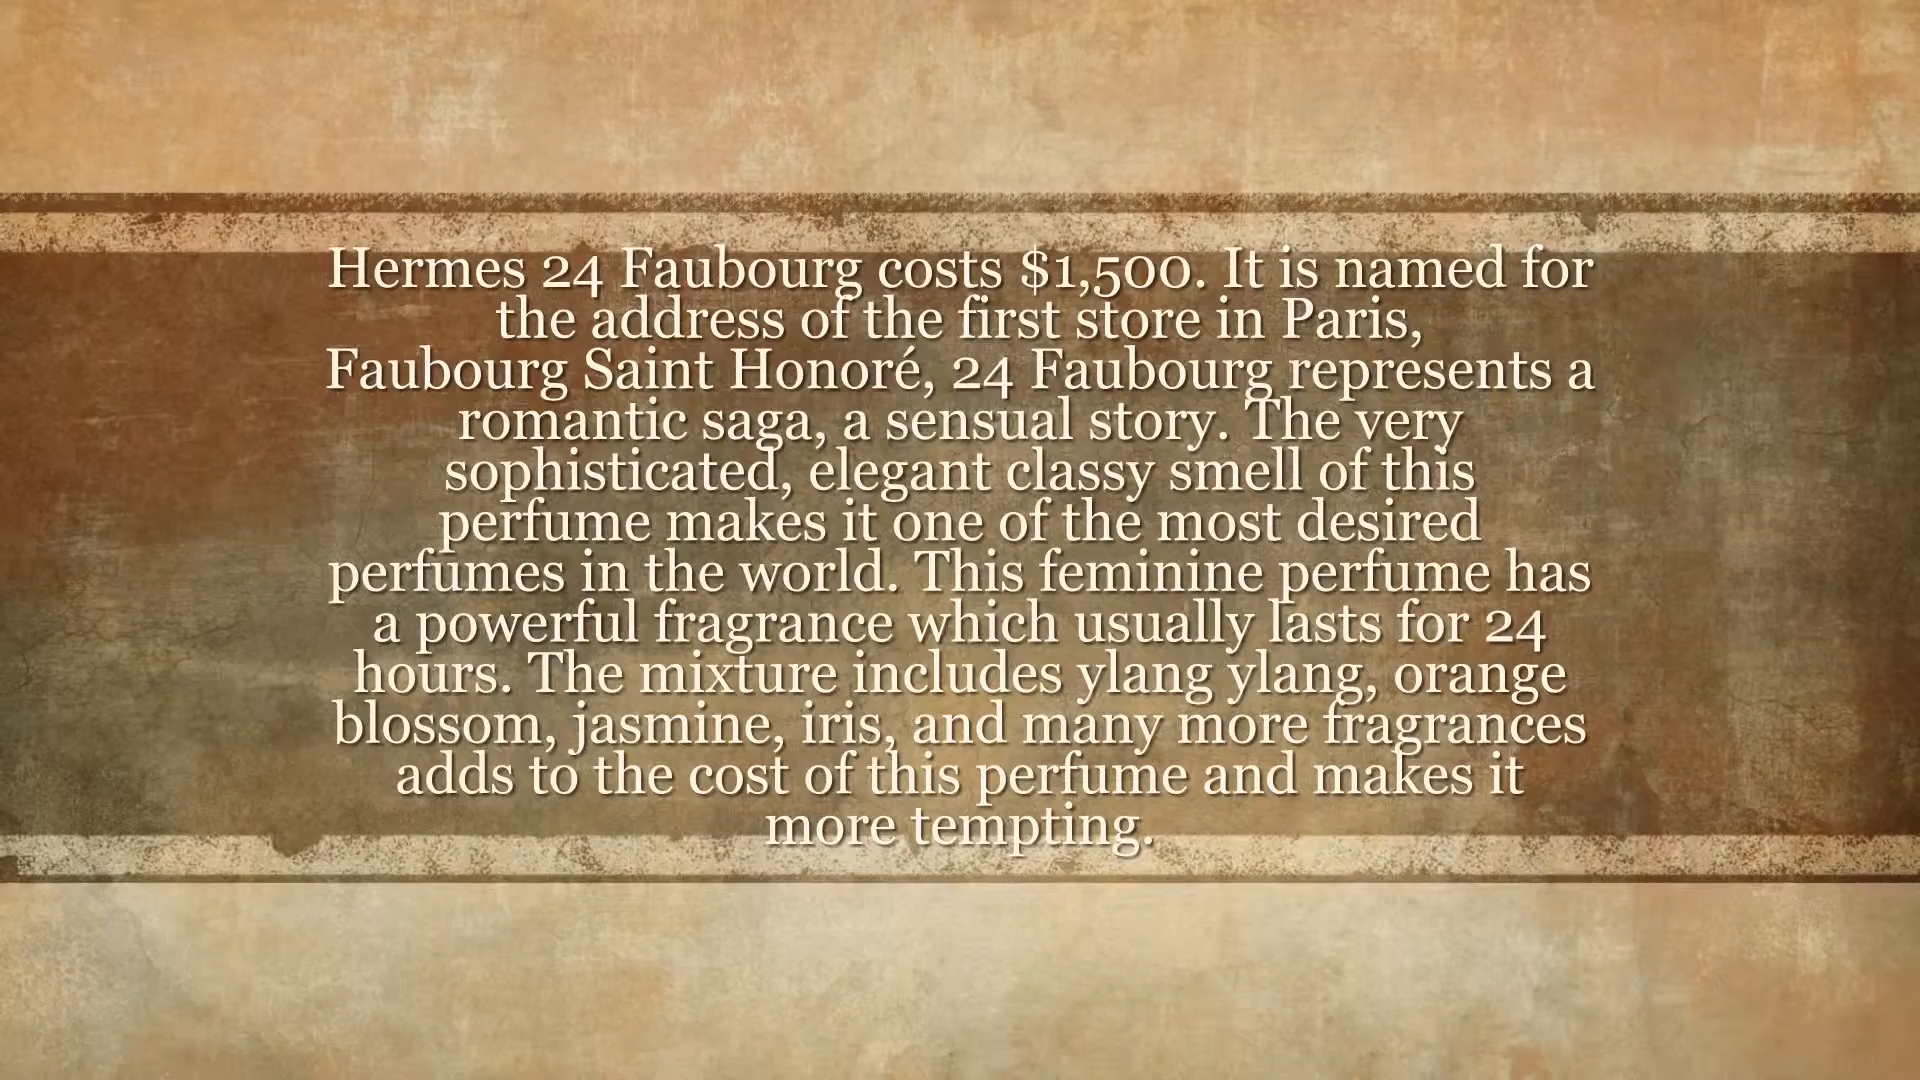 Hermes 24 Faubourg costs $1,500. It is named for
the address of the first store in Paris,
Faubourg Saint Honoré, 24 Faubourg represents a
romantic saga, a sensual story. The very
sophisticated, elegant classy smell of this
perfume makes it one of the most desired
perfumes in the world. This feminine perfume has
a powerful fragrance which usually lasts for 24
hours. The mixture includes ylang ylang, orange
blossom, jasmine, iris, and many more fragrances
adds to the cost of this perfume and makes it
more tempting.